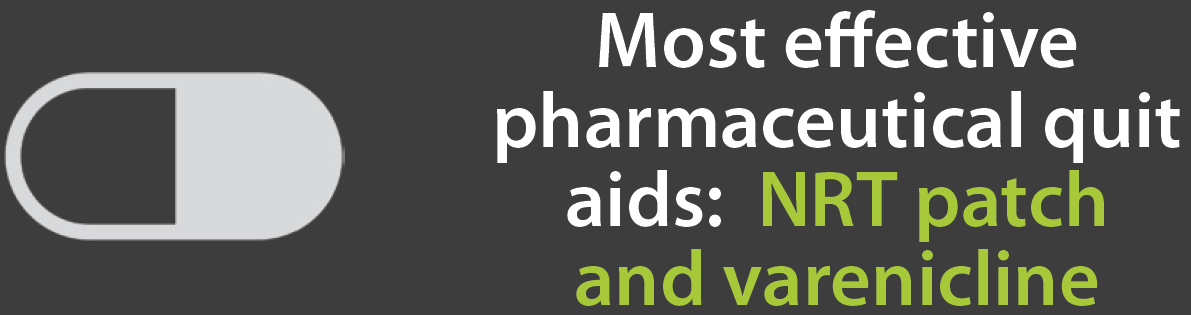 Most effective
pharmaceutical quit
aids: NRT patch
and varenicline